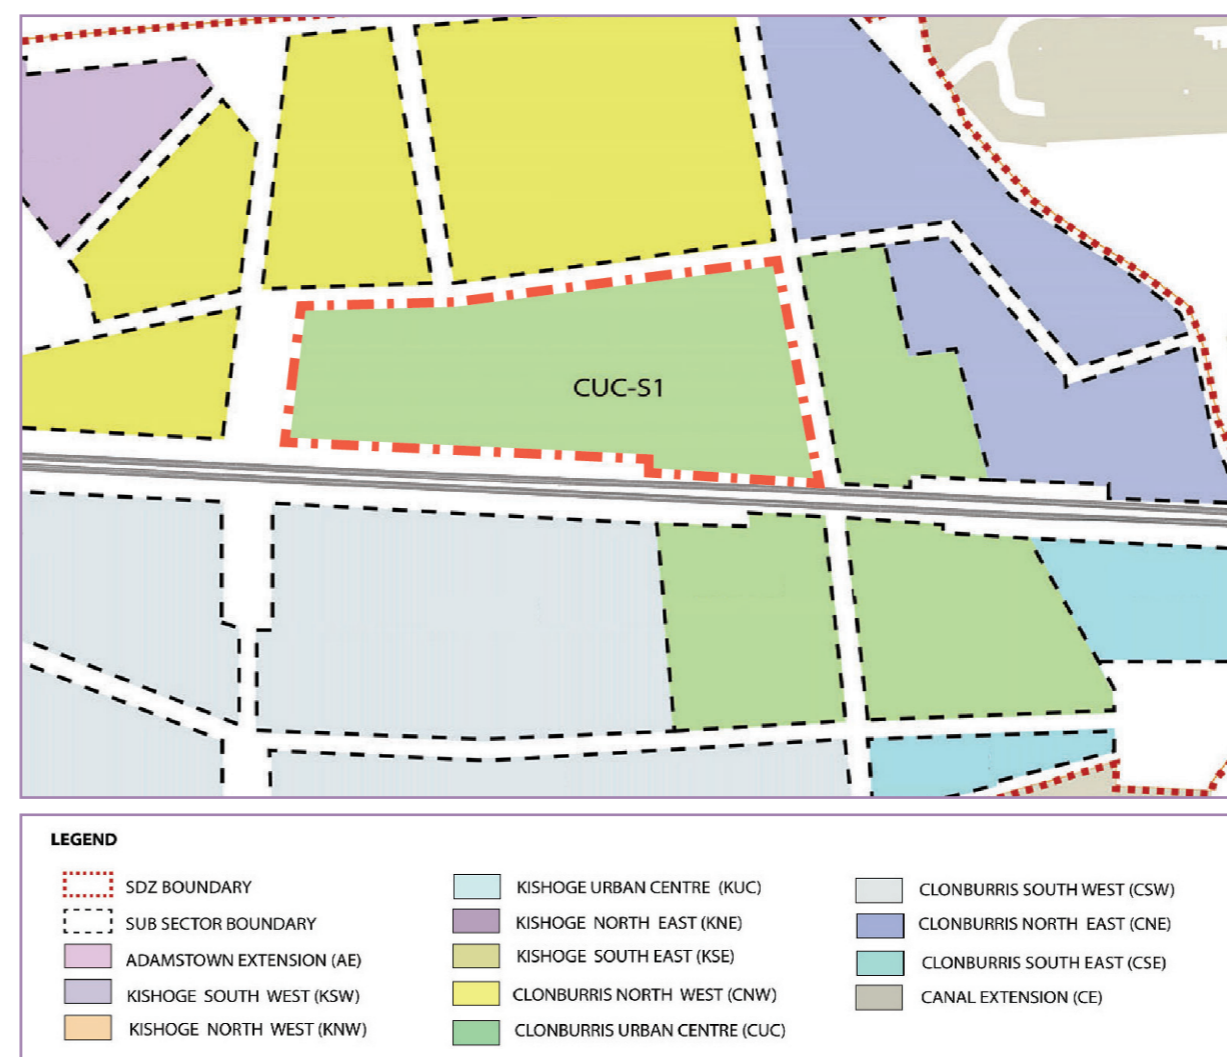 CUC-S1
LEGEND
SDZ BOUNDARY
SUB SECTOR BOUNDARY
ADAMSTOWN EXTENSION (AE)
KISHOGE SOUTH WEST (KSW)
KISHOGE NORTH WEST (KNW)
KISHOGE URBAN CENTRE (KUC)
KISHOGE NORTH EAST (KNE)
KISHOGE SOUTH EAST (KSE)
CLONBURRIS NORTH WEST (CNW)
CLONBURRIS URBAN CENTRE (CUC)
CLONBURRIS SOUTH WEST (CSW)
CLONBURRIS NORTH EAST (CNE)
CLONBURRIS SOUTH EAST (CSE)
CANAL EXTENSION (CE)